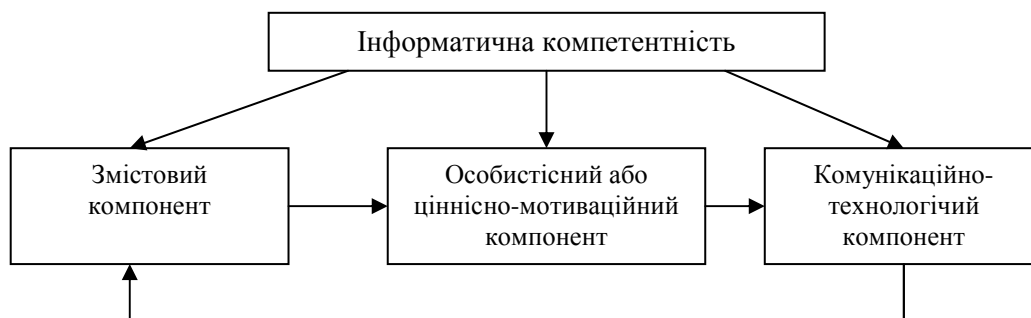 Інформатична компетентність
Змістовий
компонент
Особистісний або
ціннісно-мотиваційний
компонент
Комунікаційно-
технологічий
компонент